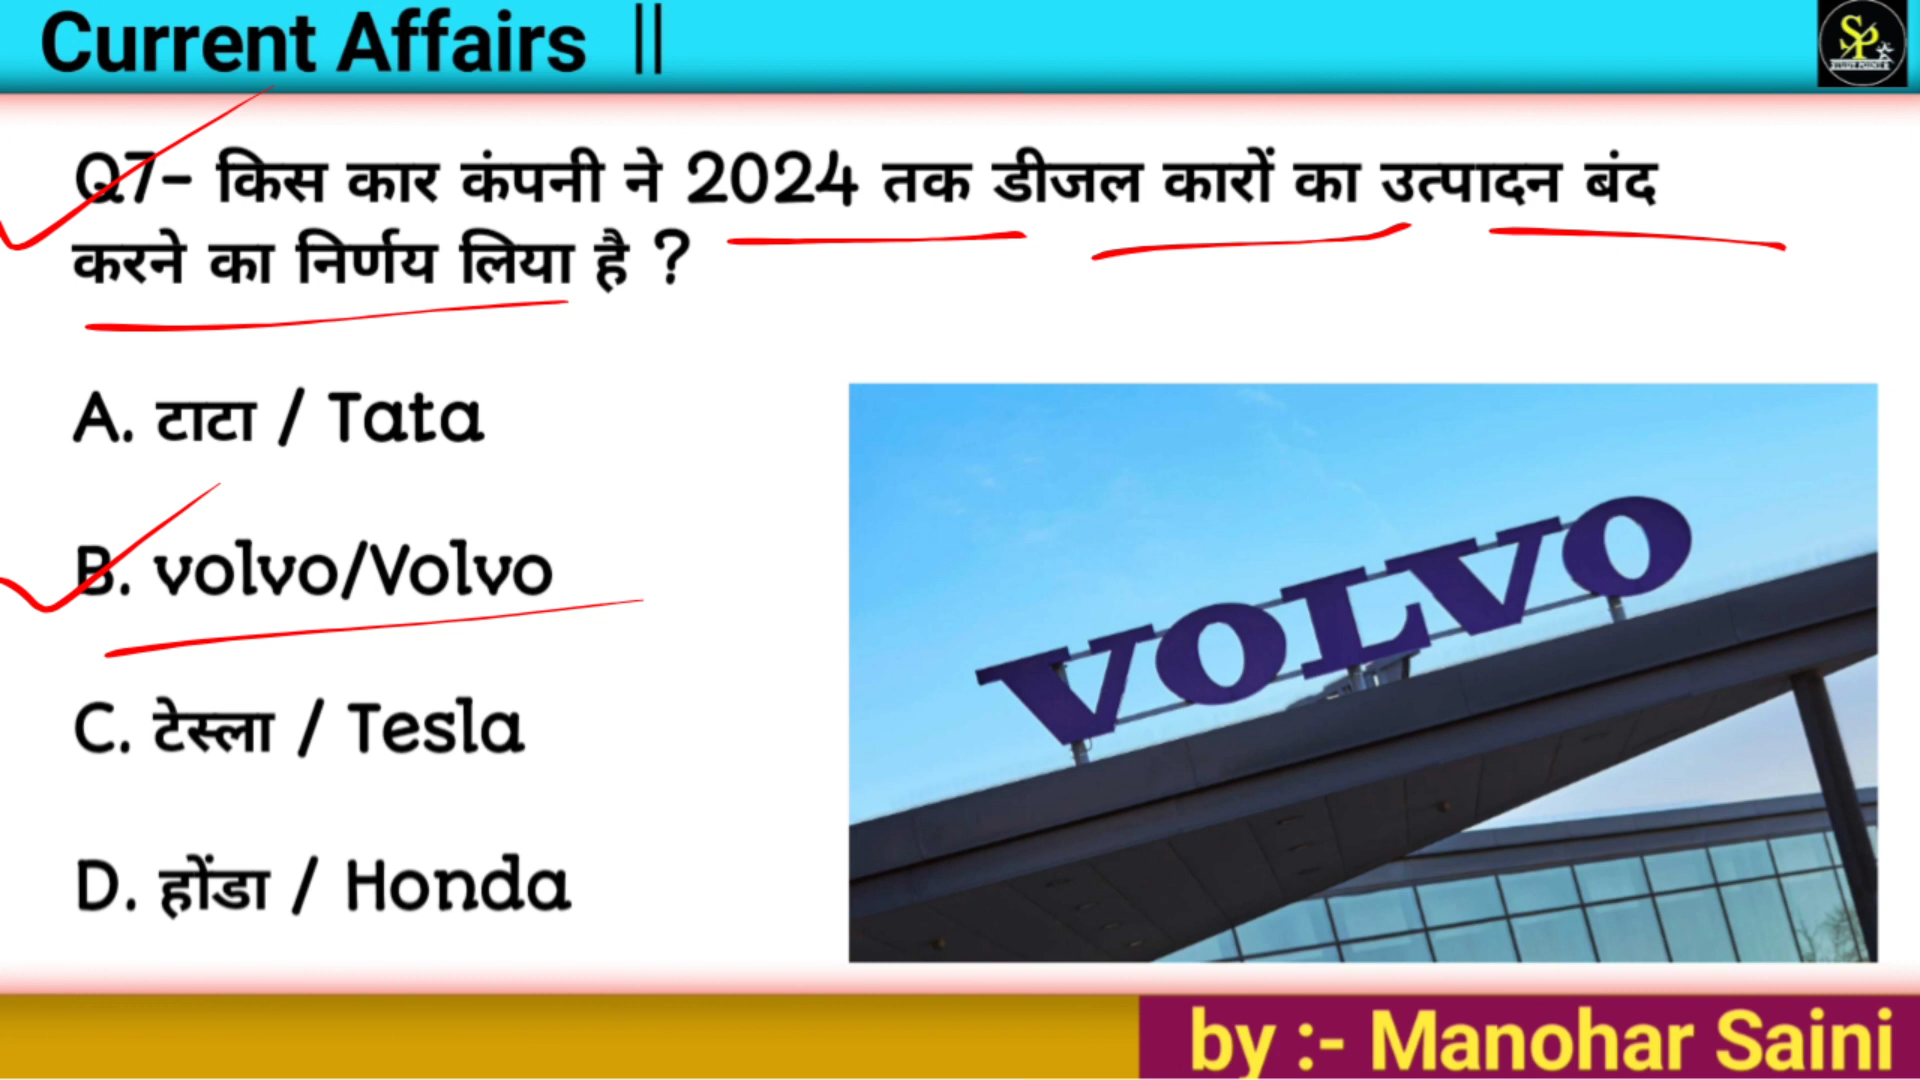 Current Affairs ||
SP
Q7- किस कार कंपनी ने 2024 तक डीजल कारों का उत्पादन बंद
करने का निर्णय लिया है ?
A. टाटा / Tata
B. volvo/Volvo
C. टेस्ला / Tesla
D. होंडा / Honda
VOLVO
by :- Manohar Saini